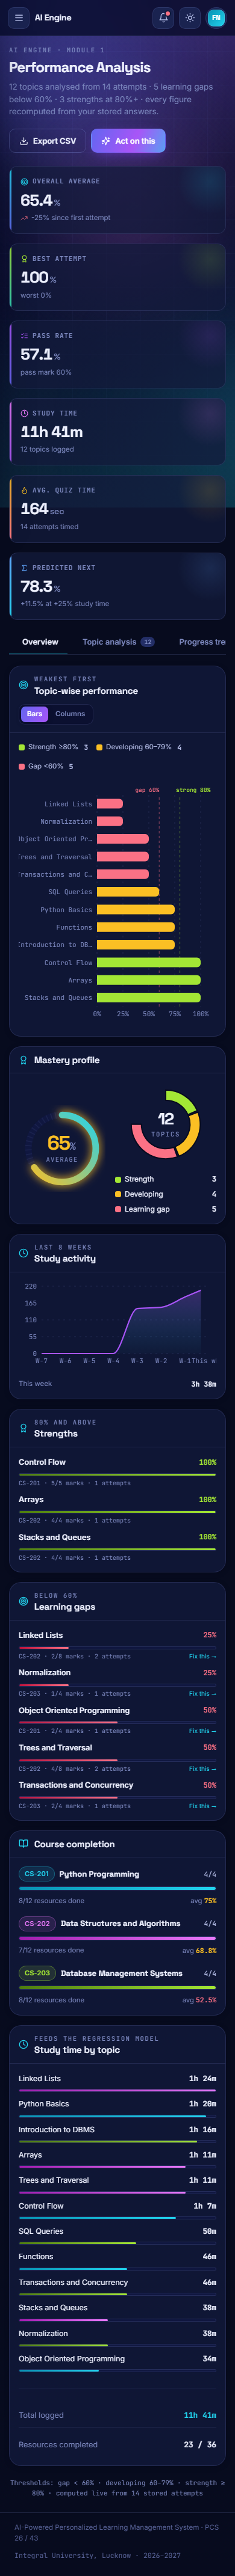 AI Engine
FM
AI ENGINE · MODULE 1
Performance Analysis
12 topics analysed from 14 attempts · 5 learning gaps
below 60% · 3 strengths at 80%+ · every figure
recomputed from your stored answers.
Export CSV
Act on this
OVERALL AVERAGE
65.4%
-25% since first attempt
BEST ATTEMPT
100%
worst 0%
PASS RATE
57.1%
pass mark 60%
STUDY TIME
11h 41m
12 topics logged
AVG. QUIZ TIME
164sec
14 attempts timed
PREDICTED NEXT
78.3%
+11.5% at +25% study time
Overview
Topic analysis 12
Progress tre
WEAKEST FIRST
Topic-wise performance
Bars
Columns
Strength ≥80% 3
Developing 60-79% 4
Gap <60% 5
gap 60%
strong 80%
Linked Lists
Normalization
Object Oriented Pr…
Trees and Traversal
Transactions and C…
SQL Queries
Python Basics
Functions
Introduction to DB…
Control Flow
Arrays
Stacks and Queues
0% 25% 50% 75% 100%
Mastery profile
65%
AVERAGE
12
TOPICS
Strength 3
Developing 4
Learning gap 5
LAST 8 WEEKS
Study activity
220
165
110
55
0
W-7 W-6 W-5 W-4 W-3 W-2 W-1 This w
This week 3h 38m
80% AND ABOVE
Strengths
Control Flow 100%
CS-201 · 5/5 marks · 1 attempts
Arrays 100%
CS-202 · 4/4 marks · 1 attempts
Stacks and Queues 100%
CS-202 · 4/4 marks · 1 attempts
BELOW 60%
Learning gaps
Linked Lists 25%
CS-202 · 2/8 marks · 2 attempts Fix this →
Normalization 25%
CS-203 · 1/4 marks · 1 attempts Fix this →
Object Oriented Programming 50%
CS-201 · 2/4 marks · 1 attempts Fix this →
Trees and Traversal 50%
CS-202 · 4/8 marks · 2 attempts Fix this →
Transactions and Concurrency 50%
CS-203 · 2/4 marks · 1 attempts Fix this →
Course completion
CS-201 Python Programming 4/4
8/12 resources done avg 75%
CS-202 Data Structures and Algorithms 4/4
7/12 resources done avg 68.8%
CS-203 Database Management Systems 4/4
8/12 resources done avg 52.5%
FEEDS THE REGRESSION MODEL
Study time by topic
Linked Lists 1h 24m
Python Basics 1h 20m
Introduction to DBMS 1h 16m
Arrays 1h 11m
Trees and Traversal 1h 11m
Control Flow 1h 7m
SQL Queries 50m
Functions 46m
Transactions and Concurrency 46m
Stacks and Queues 38m
Normalization 38m
Object Oriented Programming 34m
Total logged 11h 41m
Resources completed 23 / 36
Thresholds: gap < 60% · developing 60-79% · strength ≥
80% · computed live from 14 stored attempts
AI-Powered Personalized Learning Management System · PCS
26 / 43
Integral University, Lucknow · 2026-2027